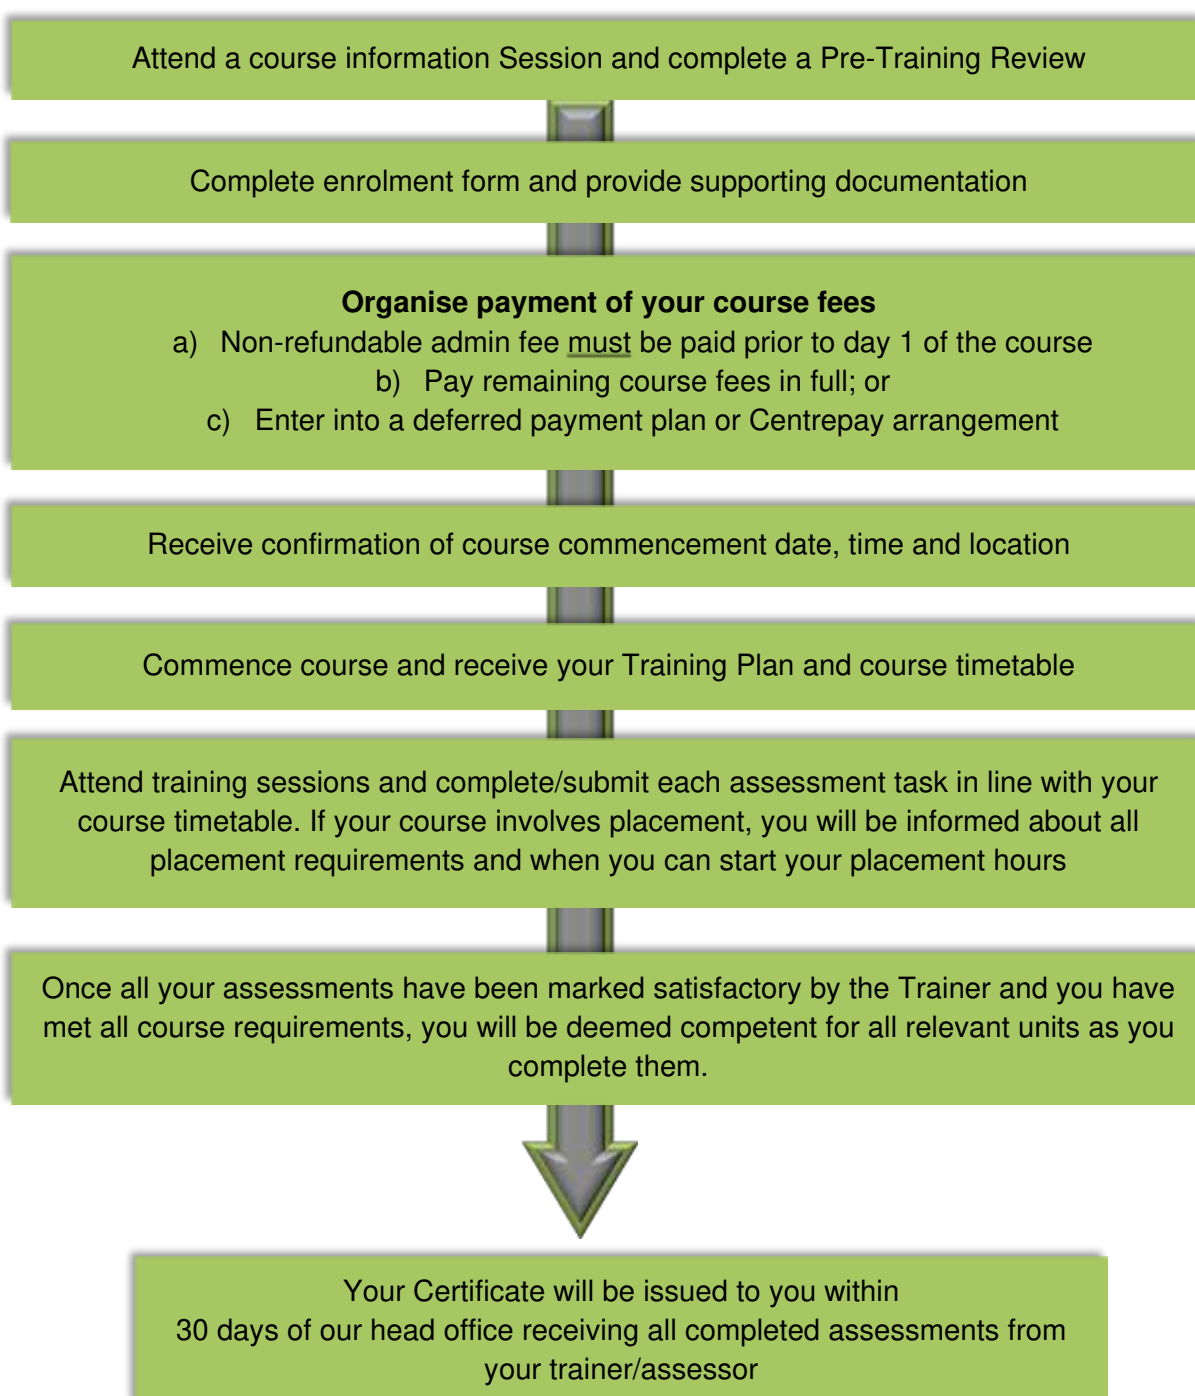 Attend a course information Session and complete a Pre-Training Review
Complete enrolment form and provide supporting documentation
Organise payment of your course fees
a) Non-refundable admin fee must be paid prior to day 1 of the course
b) Pay remaining course fees in full; or
c) Enter into a deferred payment plan or Centrepay arrangement
Receive confirmation of course commencement date, time and location
Commence course and receive your Training Plan and course timetable
Attend training sessions and complete/submit each assessment task in line with your
course timetable. If your course involves placement, you will be informed about all
placement requirements and when you can start your placement hours
Once all your assessments have been marked satisfactory by the Trainer and you have
met all course requirements, you will be deemed competent for all relevant units as you
complete them.
Your Certificate will be issued to you within
30 days of our head office receiving all completed assessments from
your trainer/assessor